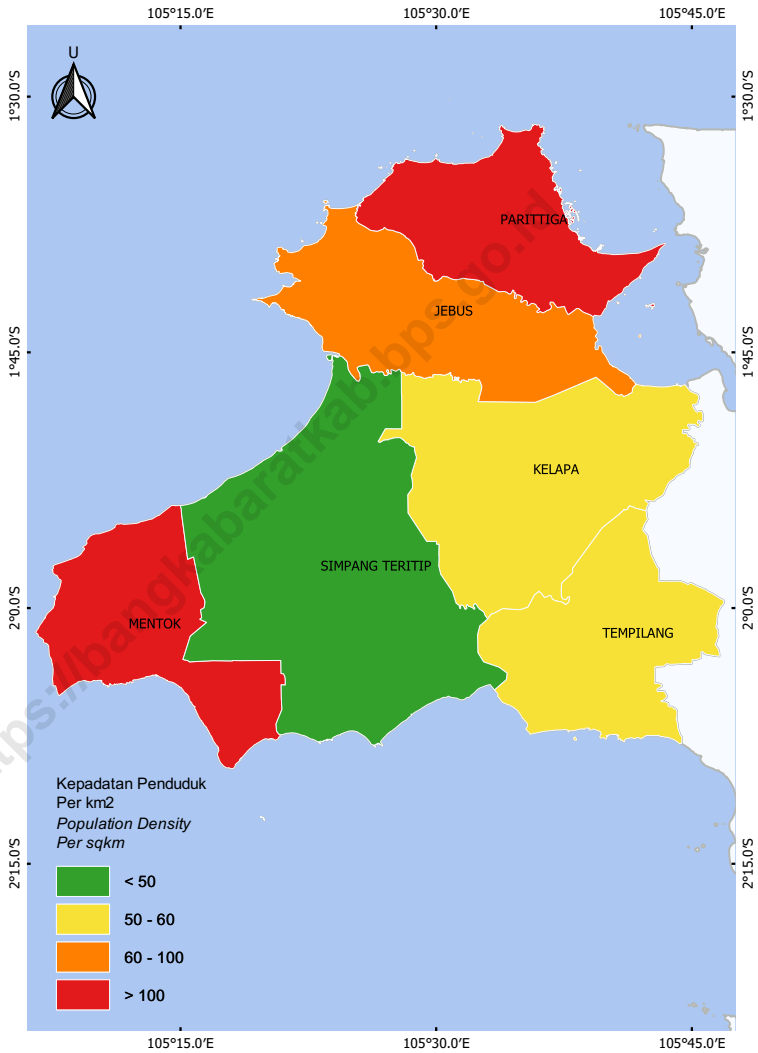 105°15.0'E 105°30.0'E 105°45.0'E
U
1°30.0'S 1°30.0'S
PARITTIGA
JEBUS
1°45.0'S 1°45.0'S
KELAPA
SIMPANG TERITIP
2°0.0'S 2°0.0'S
MENTOK
TEMPILANG
https://bangkabaratkab.bps.go.id
Kepadatan Penduduk
Per km2
Population Density
Per sqkm
2°15.0'S 2°15.0'S
< 50
50 - 60
60 - 100
> 100
105°15.0'E 105°30.0'E 105°45.0'E